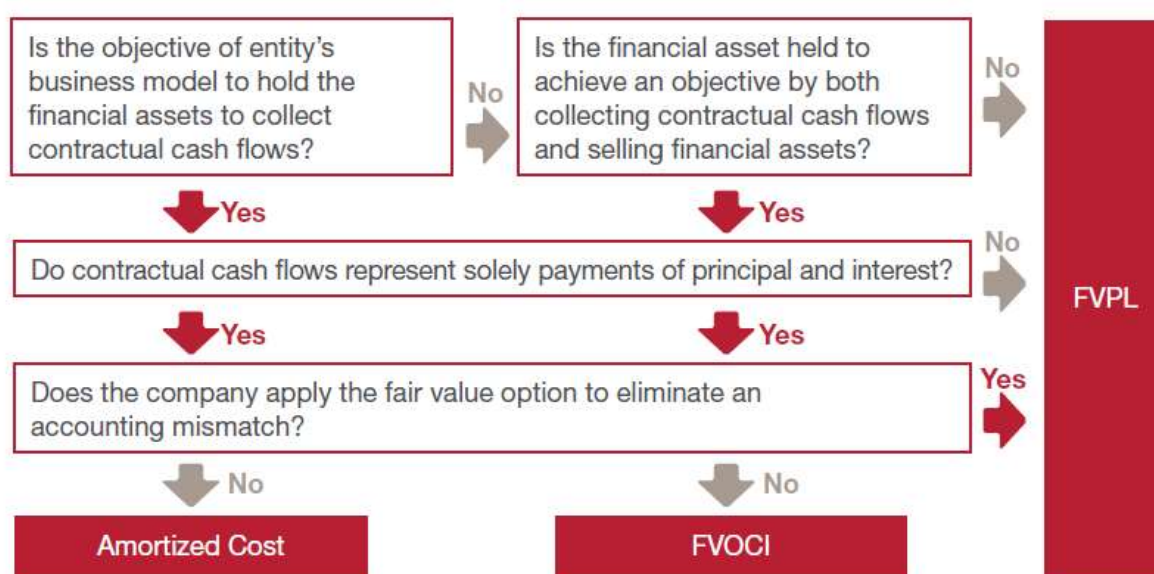 Is the objective of entity’s
business model to hold the
financial assets to collect
contractual cash flows?
No
Is the financial asset held to
achieve an objective by both
collecting contractual cash flows
and selling financial assets?
No
Yes
Yes
Do contractual cash flows represent solely payments of principal and interest?
No
FVPL
Yes
Yes
Does the company apply the fair value option to eliminate an
accounting mismatch?
Yes
No
No
Amortized Cost
FVOCI